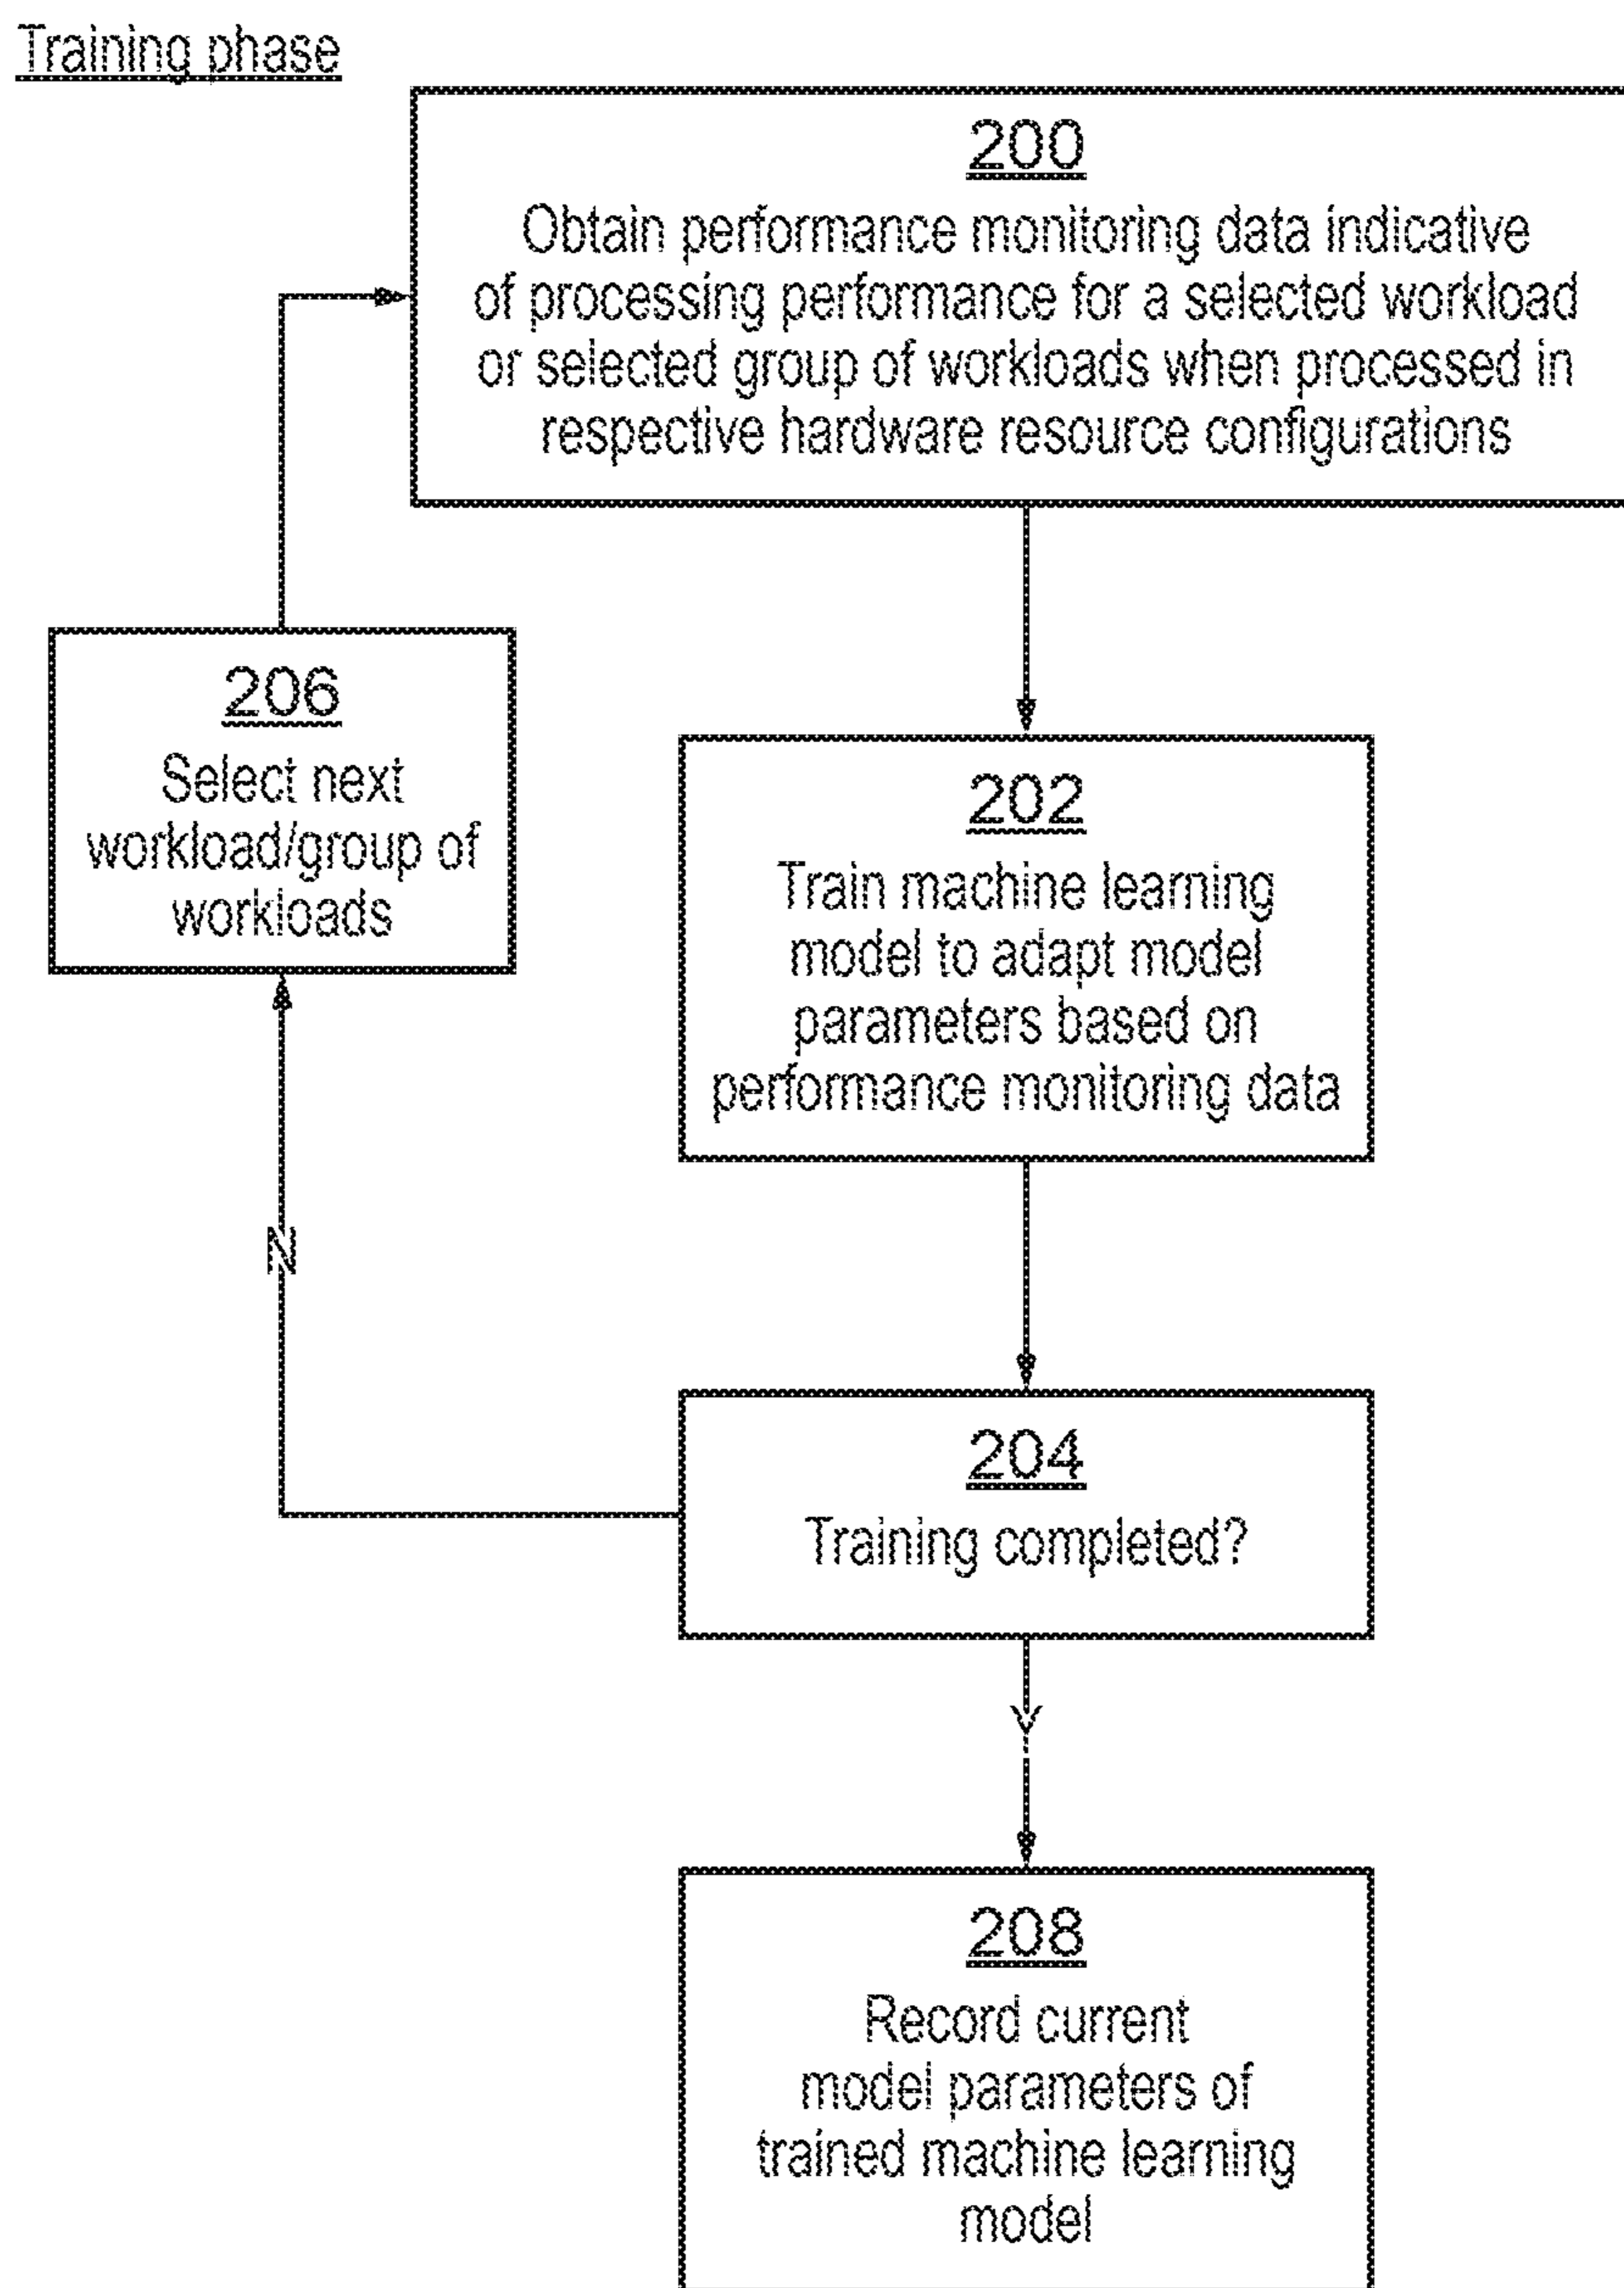 Training phase
200
Obtain performance monitoring data indicative
of processing performance for a selected workload
or selected group of workloads when processed in
respective hardware resource configurations
206
Select next
workload/group of
workloads
202
Train machine learning
model to adapt model
parameters based on
performance monitoring data
N
204
Training completed?
Y
208
Record current
model parameters of
trained machine learning
model